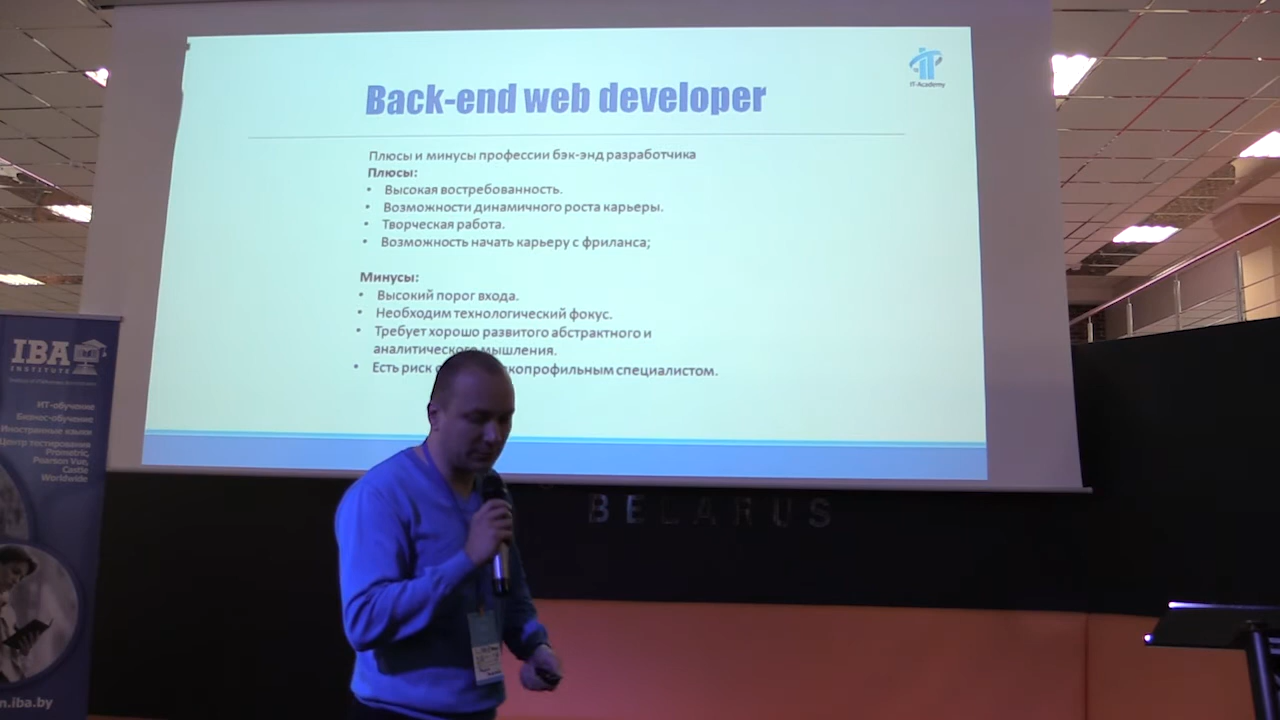 IT-Academy
Back-end web developer
Плюсы и минусы профессии бэк-энд разработчика
Плюсы:
• Высокая востребованность.
• Возможности динамичного роста карьеры.
• Творческая работа.
• Возможность начать карьеру с фриланса;
Минусы:
• Высокий порог входа.
• Необходим технологический фокус.
• Требует хорошо развитого абстрактного и
аналитического мышления.
• Есть риск специалистом.
BELARUS
IBA
INSTITUTE
ИТ-обучение
Бизнес-обучение
Иностранные языки
Центр тестирования
Prometric,
Pearson Vue,
Castle
Worldwide
.iba.by